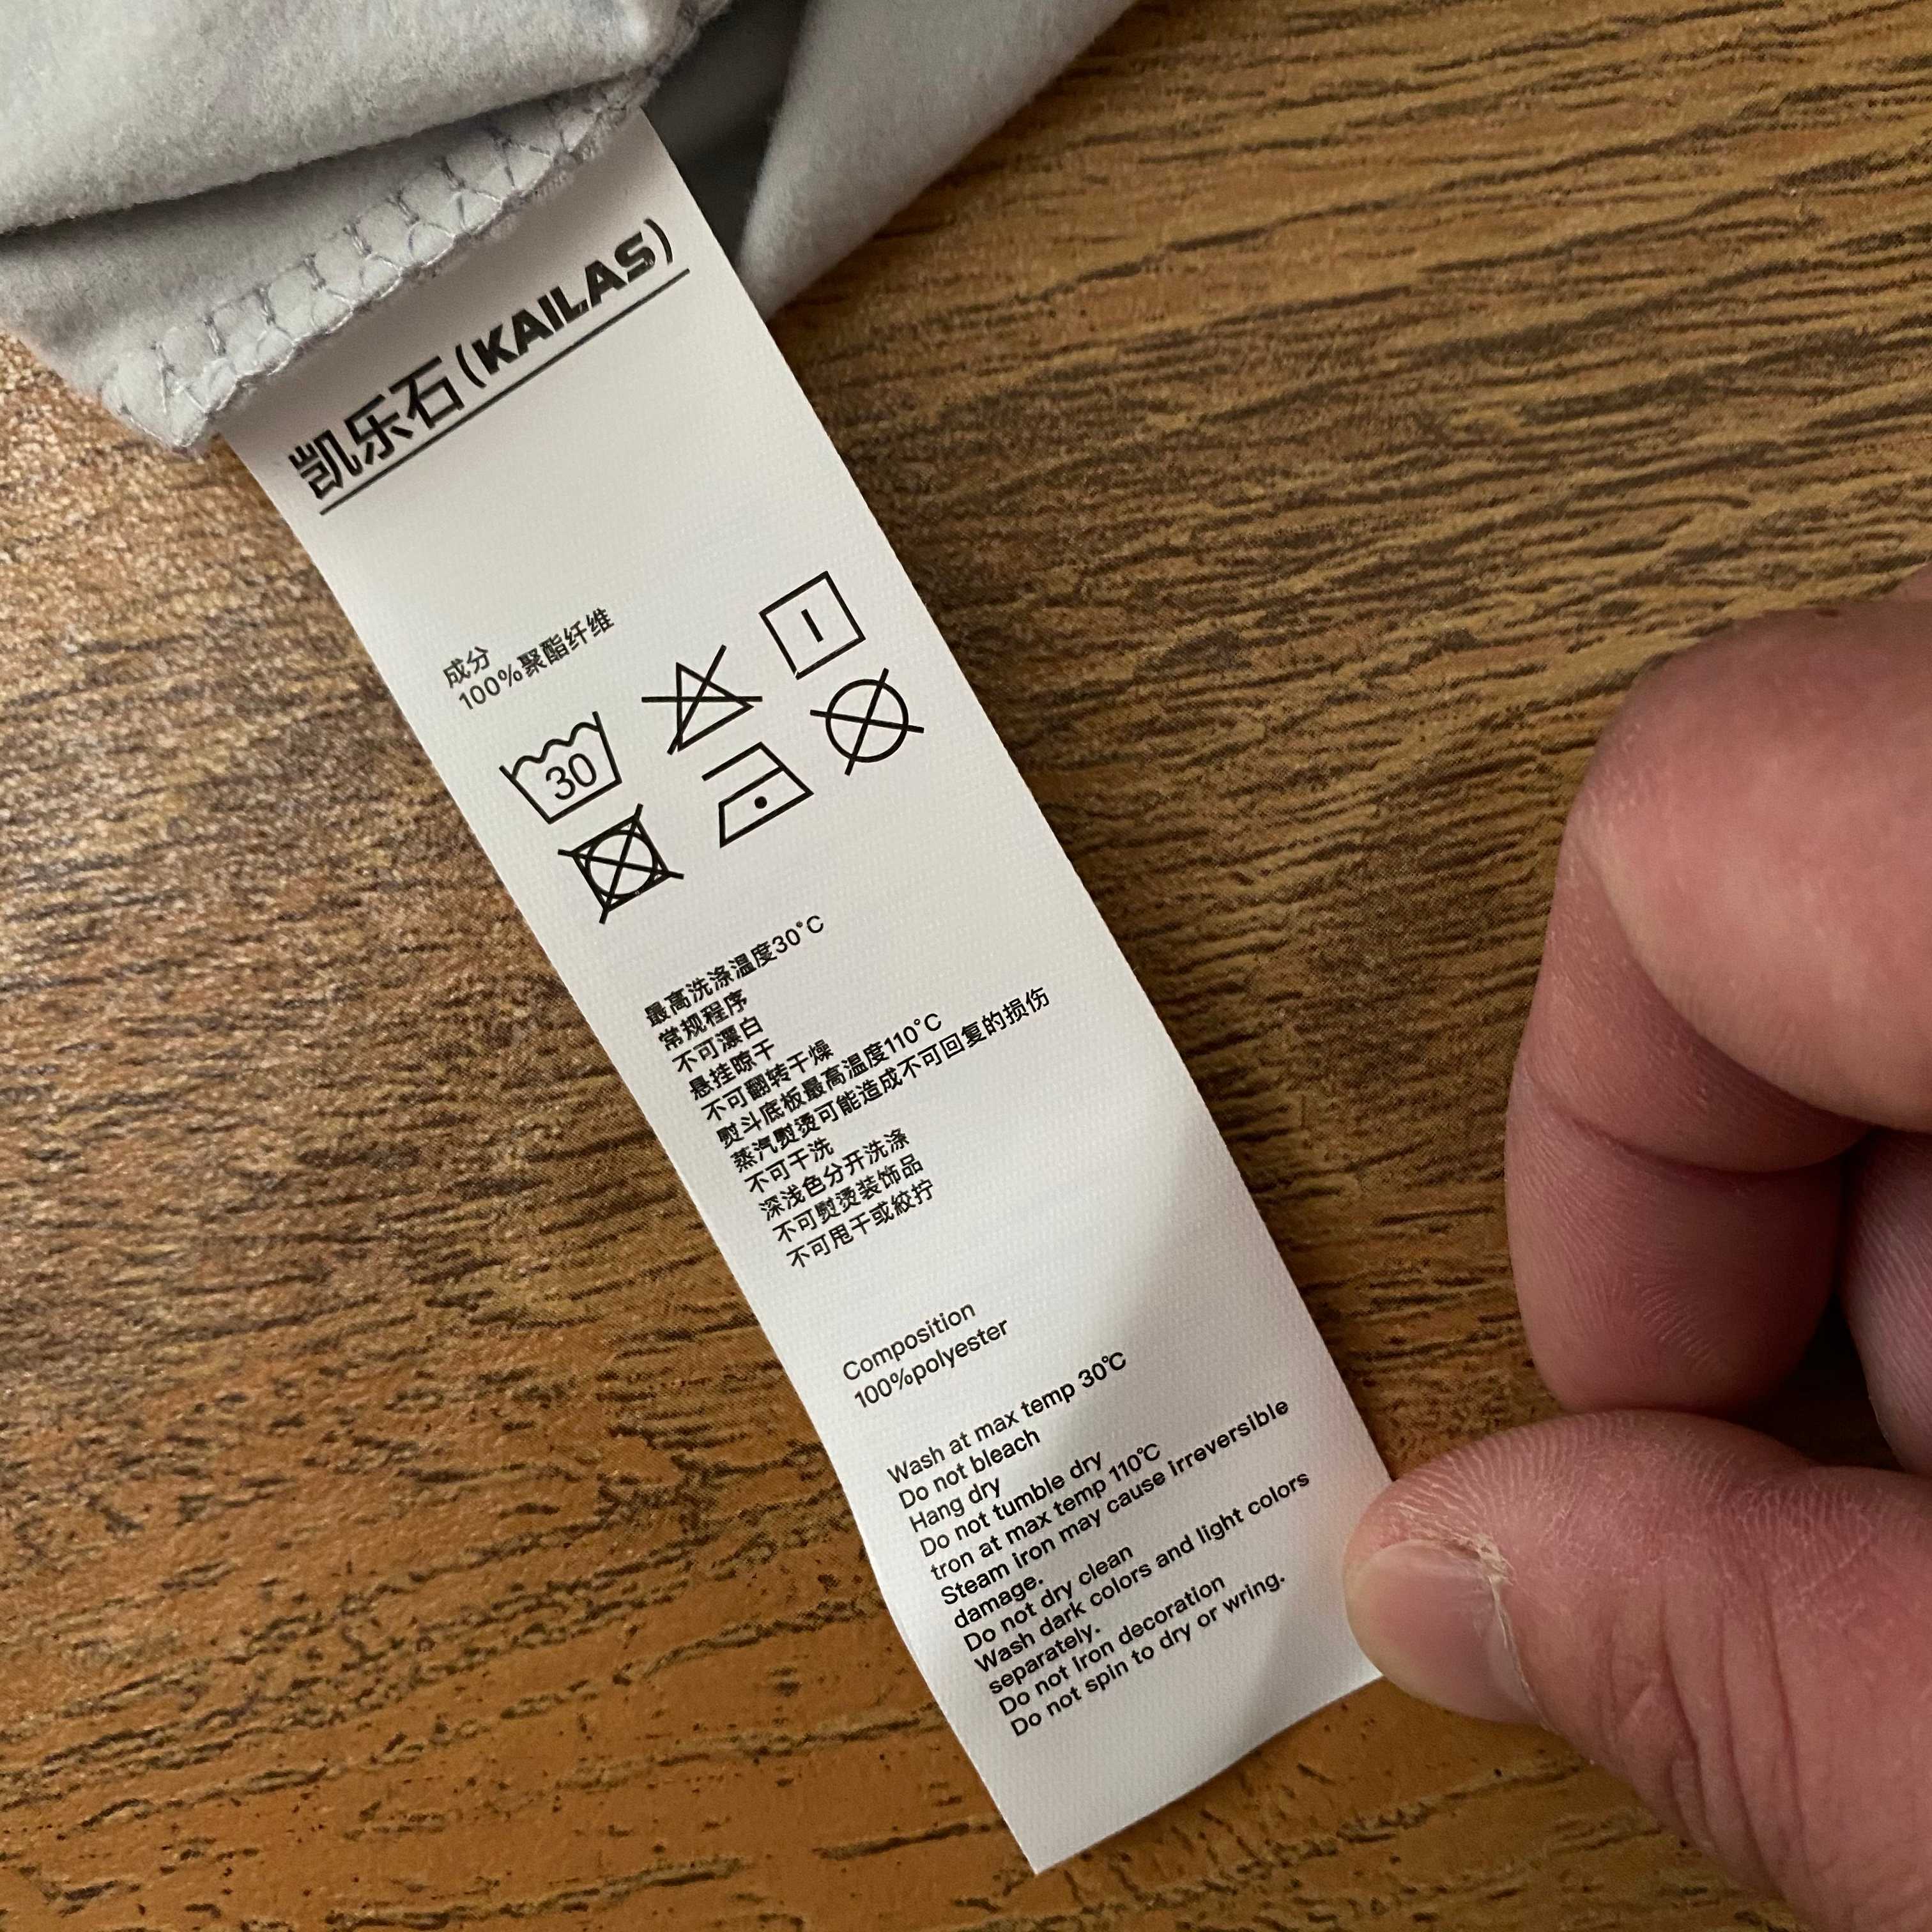 凯乐石(KAILAS)
成分
100%聚酯纤维
30
最高洗涤温度30°C
常规程序
不可漂白
悬挂晾干
不可翻转干燥
熨斗底板最高温度110°C
蒸汽熨烫可能造成不可回复的损伤
不可干洗
深浅色分开洗涤
不可熨烫装饰品
不可甩干或絞拧
Composition
100%polyester
Wash at max temp 30℃
Do not bleach
Hang dry
Do not tumble dry
tron at max temp 110℃
Steam iron may cause irreversible
damage.
Do not dry clean
Wash dark colors and light colors
separately.
Do not iron decoration
Do not spin to dry or wring.